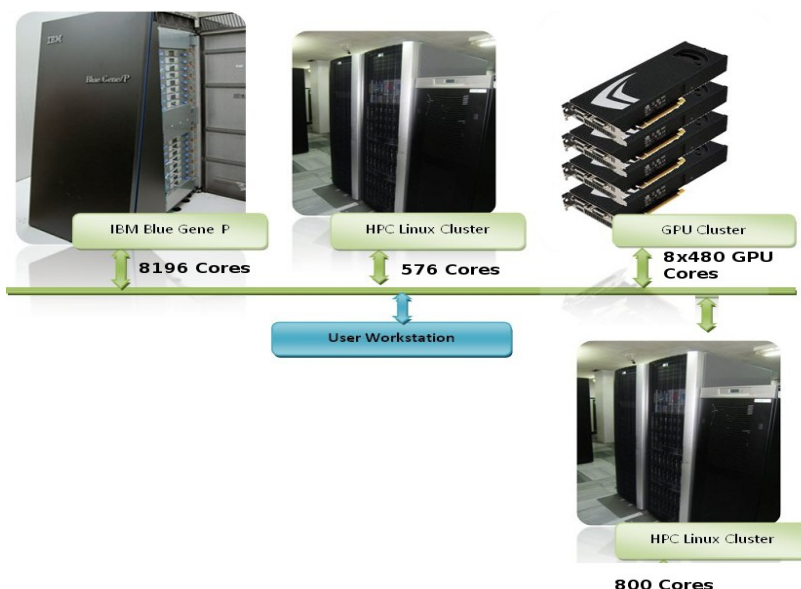 IBM
Blue Gene/P
IBM Blue Gene P
HPC Linux Cluster
GPU Cluster
8196 Cores
576 Cores
8x480 GPU
Cores
User Workstation
HPC Linux Cluster
800 Cores